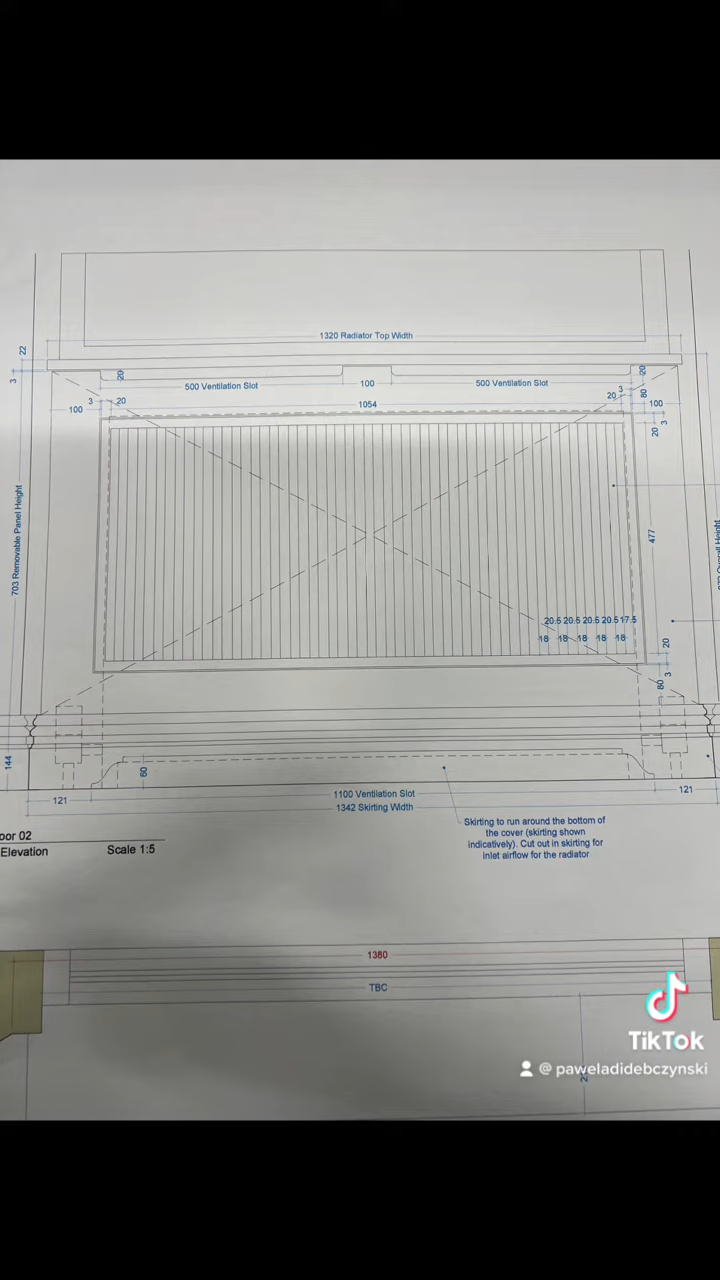 1320 Radiator Top Width
22
3
20
500 Ventilation Slot
100
500 Ventilation Slot
20
80
3
20
100
3
20
1054
100
3
20
703 Removable Panel Height
477
20.5 20.5 20.5 20.5 17.5
18 18 18 18 18
20
3
80
144
60
121
1100 Ventilation Slot
1342 Skirting Width
121
Skirting to run around the bottom of
the cover (skirting shown
indicatively). Cut out in skirting for
inlet airflow for the radiator
oor 02
Elevation
Scale 1:5
1380
TBC
TikTok
@ paweladidebczynski